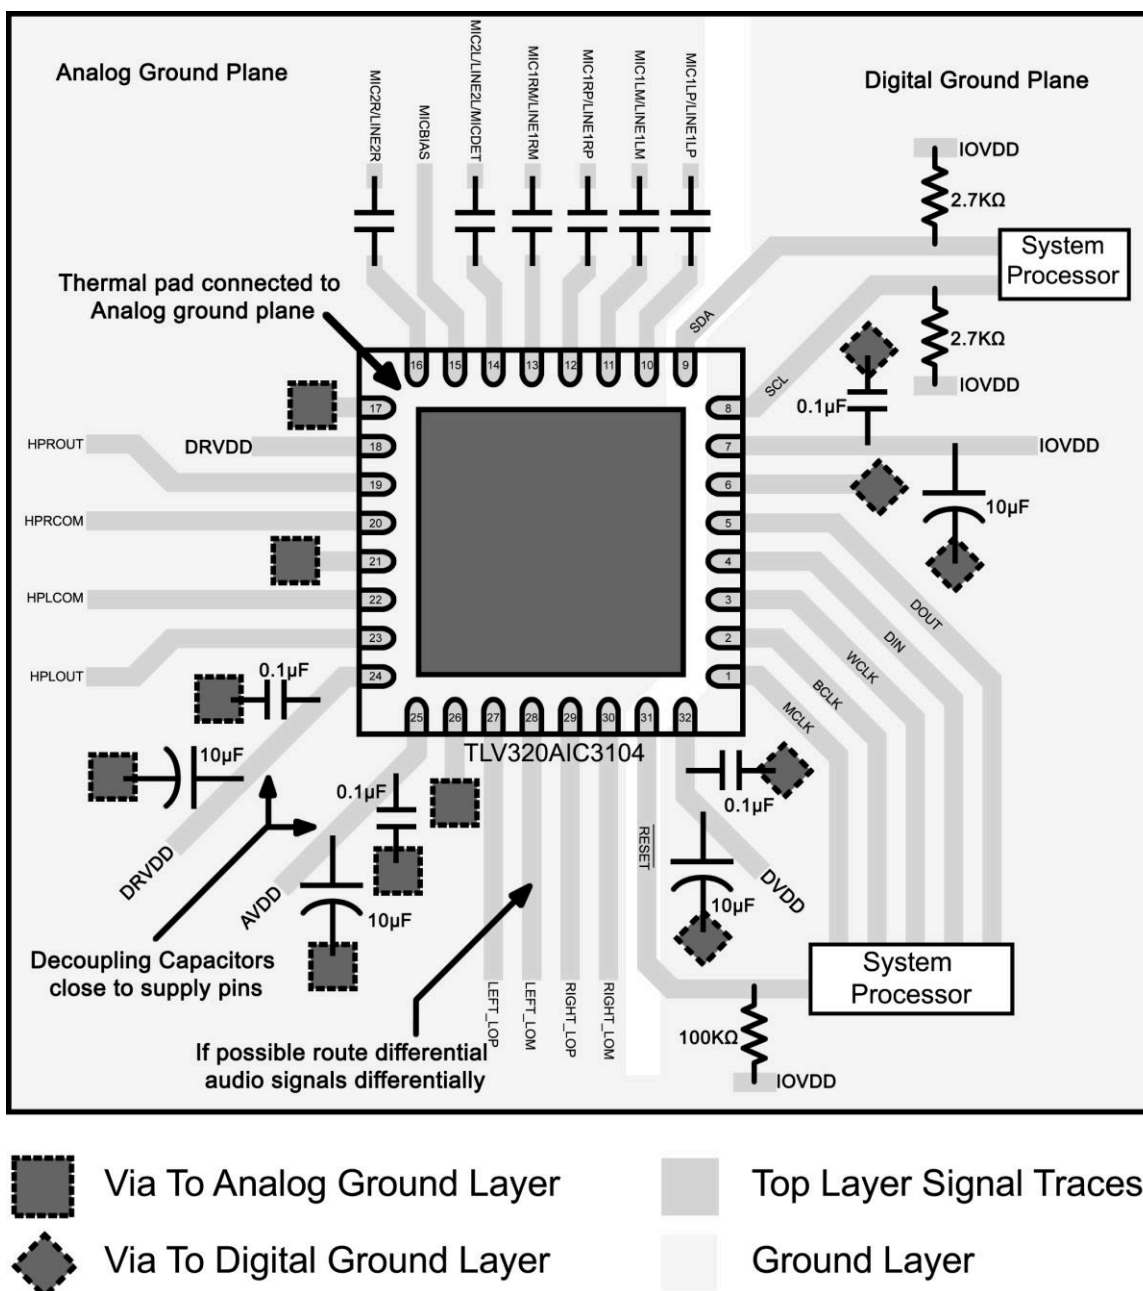 Analog Ground Plane
Digital Ground Plane
MIC2R/LINE2R
MICBIAS
MIC2L/LINE2L/MICDET
MIC1RM/LINE1RM
MIC1RP/LINE1RP
MIC1LM/LINE1LM
MIC1LP/LINE1LP
IOVDD
2.7KΩ
System
Processor
2.7KΩ
IOVDD
Thermal pad connected to
Analog ground plane
SDA
SCL
0.1µF
16
15
14
13
12
11
10
9
17
18
19
20
21
22
23
24
8
7
6
5
4
3
2
1
HPROUT
DRVDD
HPRCOM
HPLCOM
HPLOUT
IOVDD
10µF
DOUT
DIN
WCLK
BCLK
MCLK
0.1µF
10µF
25
26
27
28
29
30
31
32
TLV320AIC3104
0.1µF
0.1µF
DRVDD
AVDD
10µF
RESET
10µF
DVDD
Decoupling Capacitors
close to supply pins
System
Processor
LEFT_LOP
LEFT_LOM
RIGHT_LOP
RIGHT_LOM
If possible route differential
audio signals differentially
100KΩ
IOVDD
Via To Analog Ground Layer
Top Layer Signal Traces
Via To Digital Ground Layer
Ground Layer